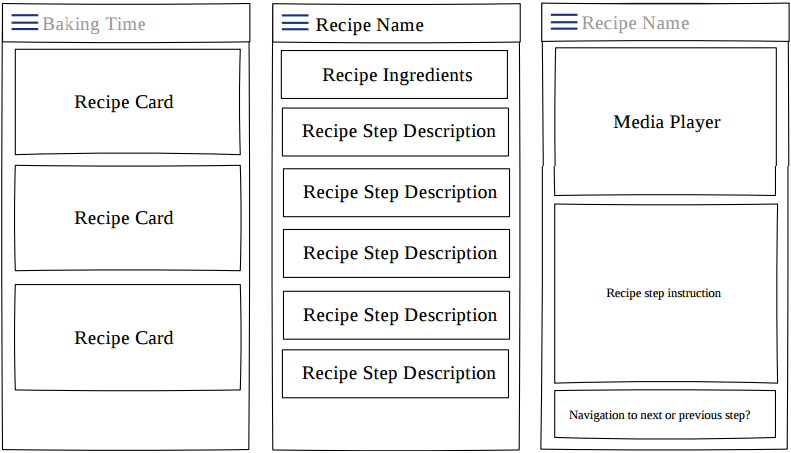 Baking Time
Recipe Card
Recipe Card
Recipe Card
Recipe Name
Recipe Ingredients
Recipe Step Description
Recipe Step Description
Recipe Step Description
Recipe Step Description
Recipe Step Description
Recipe Name
Media Player
Recipe step instruction
Navigation to next or previous step?